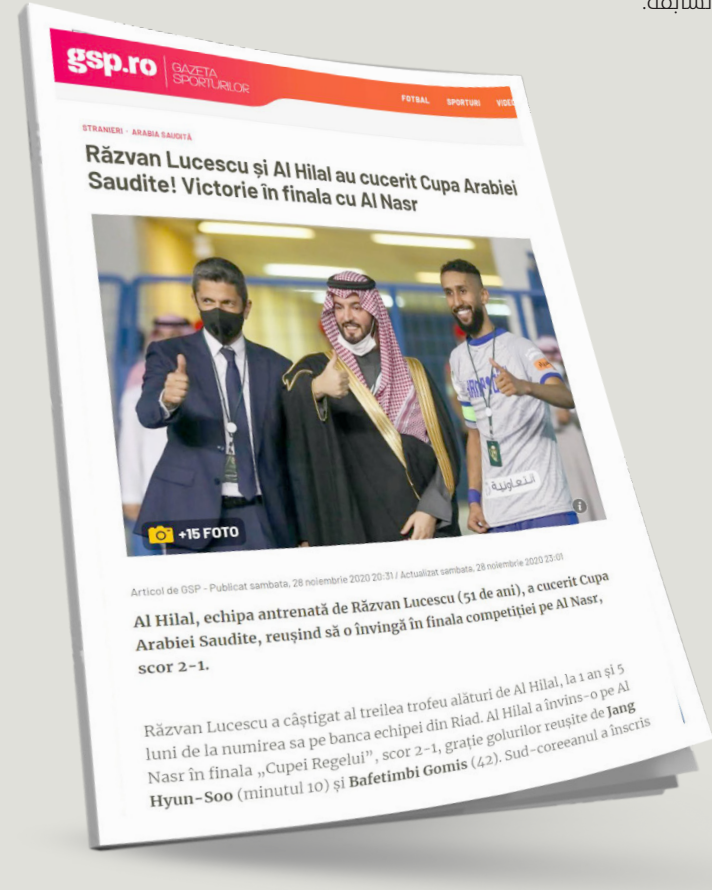 السابقة.
gsp.ro
GAZETA
SPORTURILOR
FOTBAL SPORTURI VIDEO
STRANIERI - ARABIA SAUDITĂ
Răzvan Lucescu și Al Hilal au cucerit Cupa Arabiei
Saudite! Victorie în finala cu Al Nasr
التعاونية
+15 FOTO
Articol de GSP - Publicat sambata, 28 noiembrie 2020 20:31 / Actualizat sambata, 28 noiembrie 2020 23:01
Al Hilal, echipa antrenată de Răzvan Lucescu (51 de ani), a cucerit Cupa
Arabiei Saudite, reușind să o învingă în finala competiției pe Al Nasr,
scor 2-1.
Răzvan Lucescu a câștigat al treilea trofeu alături de Al Hilal, la 1 an și 5
luni de la numirea sa pe banca echipei din Riad. Al Hilal a învins-o pe Al
Nasr în finala „Cupei Regelui”, scor 2-1, grație golurilor reușite de Jang
Hyun-Soo (minutul 10) și Bafetimbi Gomis (42). Sud-coreeanul a înscris